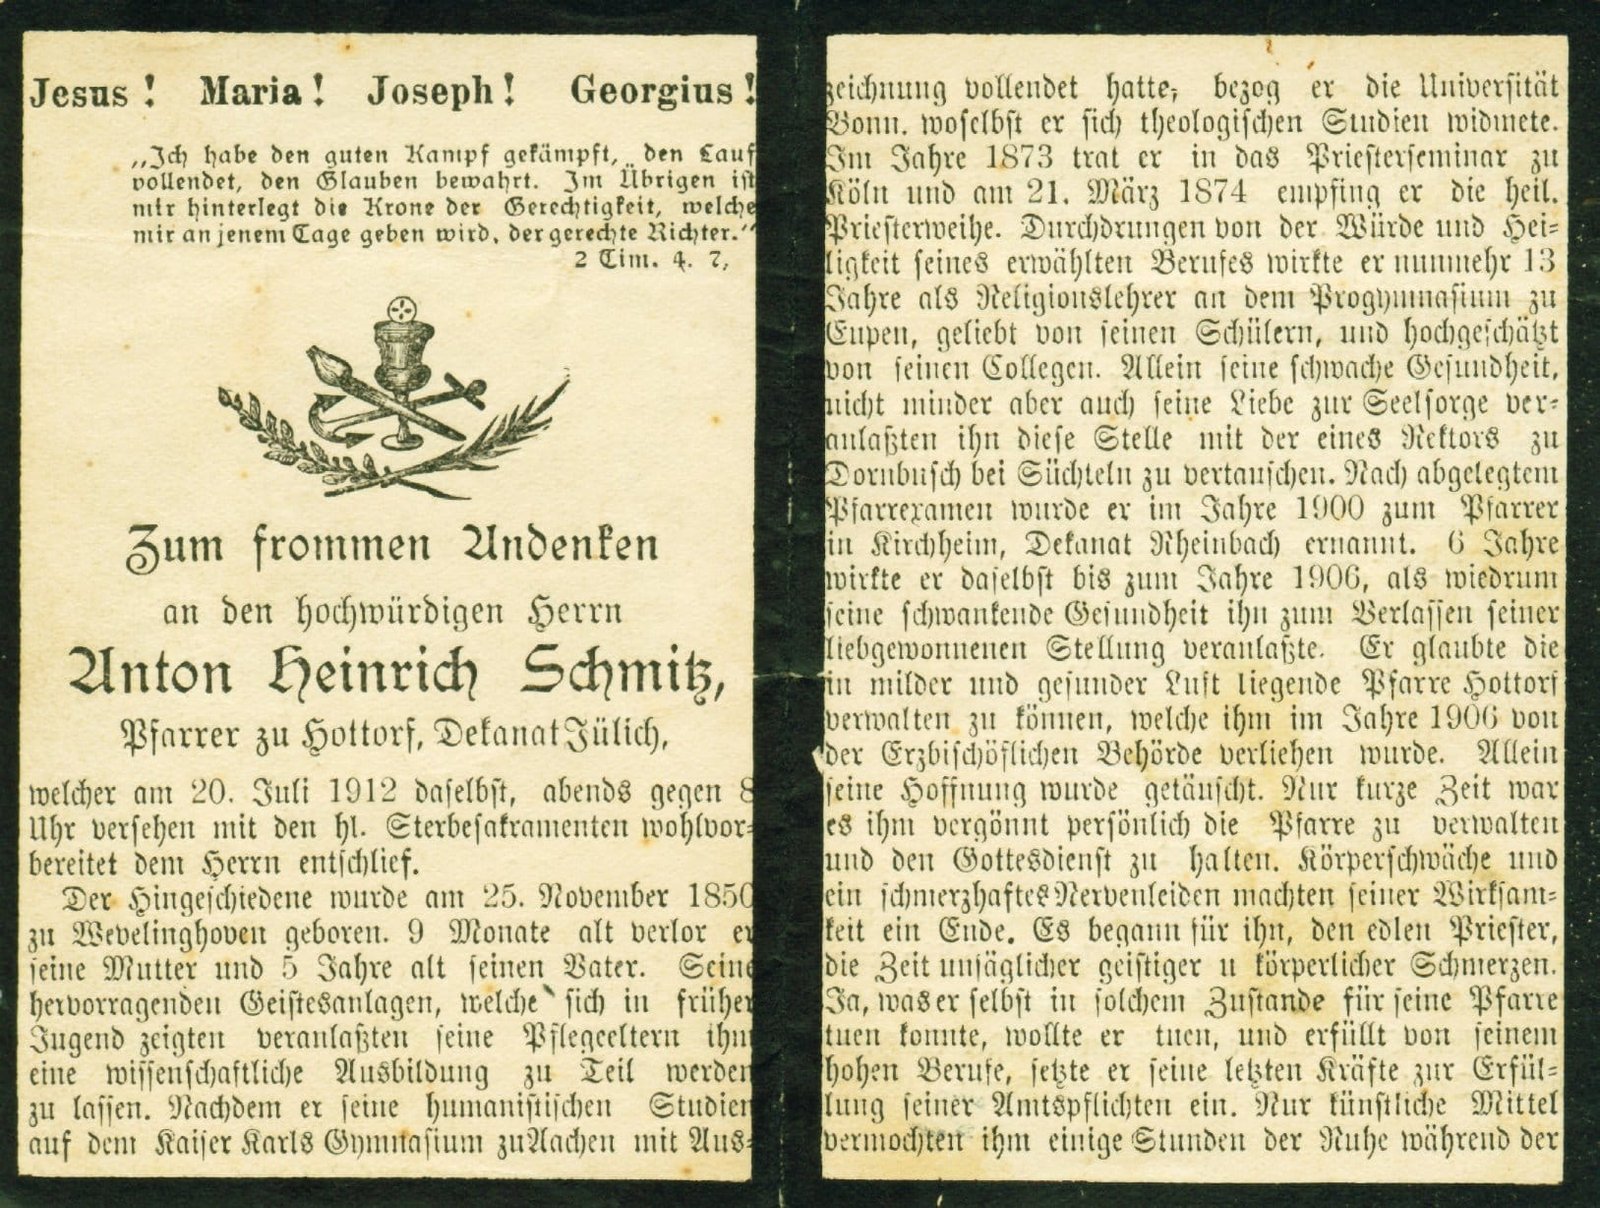 Jesus! Maria! Joseph! Georgius!
„Ich habe den guten Kampf gekämpft, den Lauf
vollendet, den Glauben bewahrt. Im Übrigen ist
mir hinterlegt die Krone der Gerechtigkeit, welche
mir an jenem Tage geben wird, der gerechte Richter.“
2 Tim. 4. 7,
Zum frommen Andenken
an den hochwürdigen Herrn
Anton Heinrich Schmitz,
Pfarrer zu Hottorf, Dekanat Jülich,
welcher am 20. Juli 1912 daselbst, abends gegen 8
Uhr versehen mit den hl. Sterbesakramenten wohlvor-
bereitet dem Herrn entschlief.
Der Hingeschiedene wurde am 25. November 1850
zu Wevelinghoven geboren. 9 Monate alt verlor er
seine Mutter und 5 Jahre alt seinen Vater. Seine
hervorragenden Geistesanlagen, welche sich in früher
Jugend zeigten veranlaßten seine Pflegeeltern ihm
eine wissenschaftliche Ausbildung zu Teil werden
zu lassen. Nachdem er seine humanistischen Studien
auf dem Kaiser Karls Gymnasium zu Aachen mit Aus-
zeichnung vollendet hatte, bezog er die Universität
Bonn. woselbst er sich theologischen Studien widmete.
Im Jahre 1873 trat er in das Priesterseminar zu
Köln und am 21. März 1874 empfing er die heil.
Priesterweihe. Durchdrungen von der Würde und Hei-
ligkeit seines erwählten Berufes wirkte er nunmehr 13
Jahre als Religionslehrer an dem Progymnasium zu
Eupen, geliebt von seinen Schülern, und hochgeschätzt
von seinen Collegen. Allein seine schwache Gesundheit,
nicht minder aber auch seine Liebe zur Seelsorge ver-
anlaßten ihn diese Stelle mit der eines Rektors zu
Dornbusch bei Süchteln zu vertauschen. Nach abgelegtem
Pfarrexamen wurde er im Jahre 1900 zum Pfarrer
in Kirchheim, Dekanat Rheinbach ernannt. 6 Jahre
wirkte er daselbst bis zum Jahre 1906, als wiedrum
seine schwankende Gesundheit ihn zum Verlassen seiner
liebgewonnenen Stellung veranlaßte. Er glaubte die
in milder und gesunder Luft liegende Pfarre Hottorf
verwalten zu können, welche ihm im Jahre 1906 von
der Erzbischöflichen Behörde verliehen wurde. Allein
seine Hoffnung wurde getäuscht. Nur kurze Zeit war
es ihm vergönnt persönlich die Pfarre zu verwalten
und den Gottesdienst zu halten. Körperschwäche und
ein schmerzhaftes Nervenleiden machten seiner Wirksam-
keit ein Ende. Es begann für ihn, den edlen Priester,
die Zeit unsäglicher geistiger u körperlicher Schmerzen.
Ja, was er selbst in solchem Zustande für seine Pfarre
tuen konnte, wollte er tuen, und erfüllt von seinem
hohen Berufe, setzte er seine letzten Kräfte zur Erfül-
lung seiner Amtspflichten ein. Nur künstliche Mittel
vermochten ihm einige Stunden der Ruhe während der